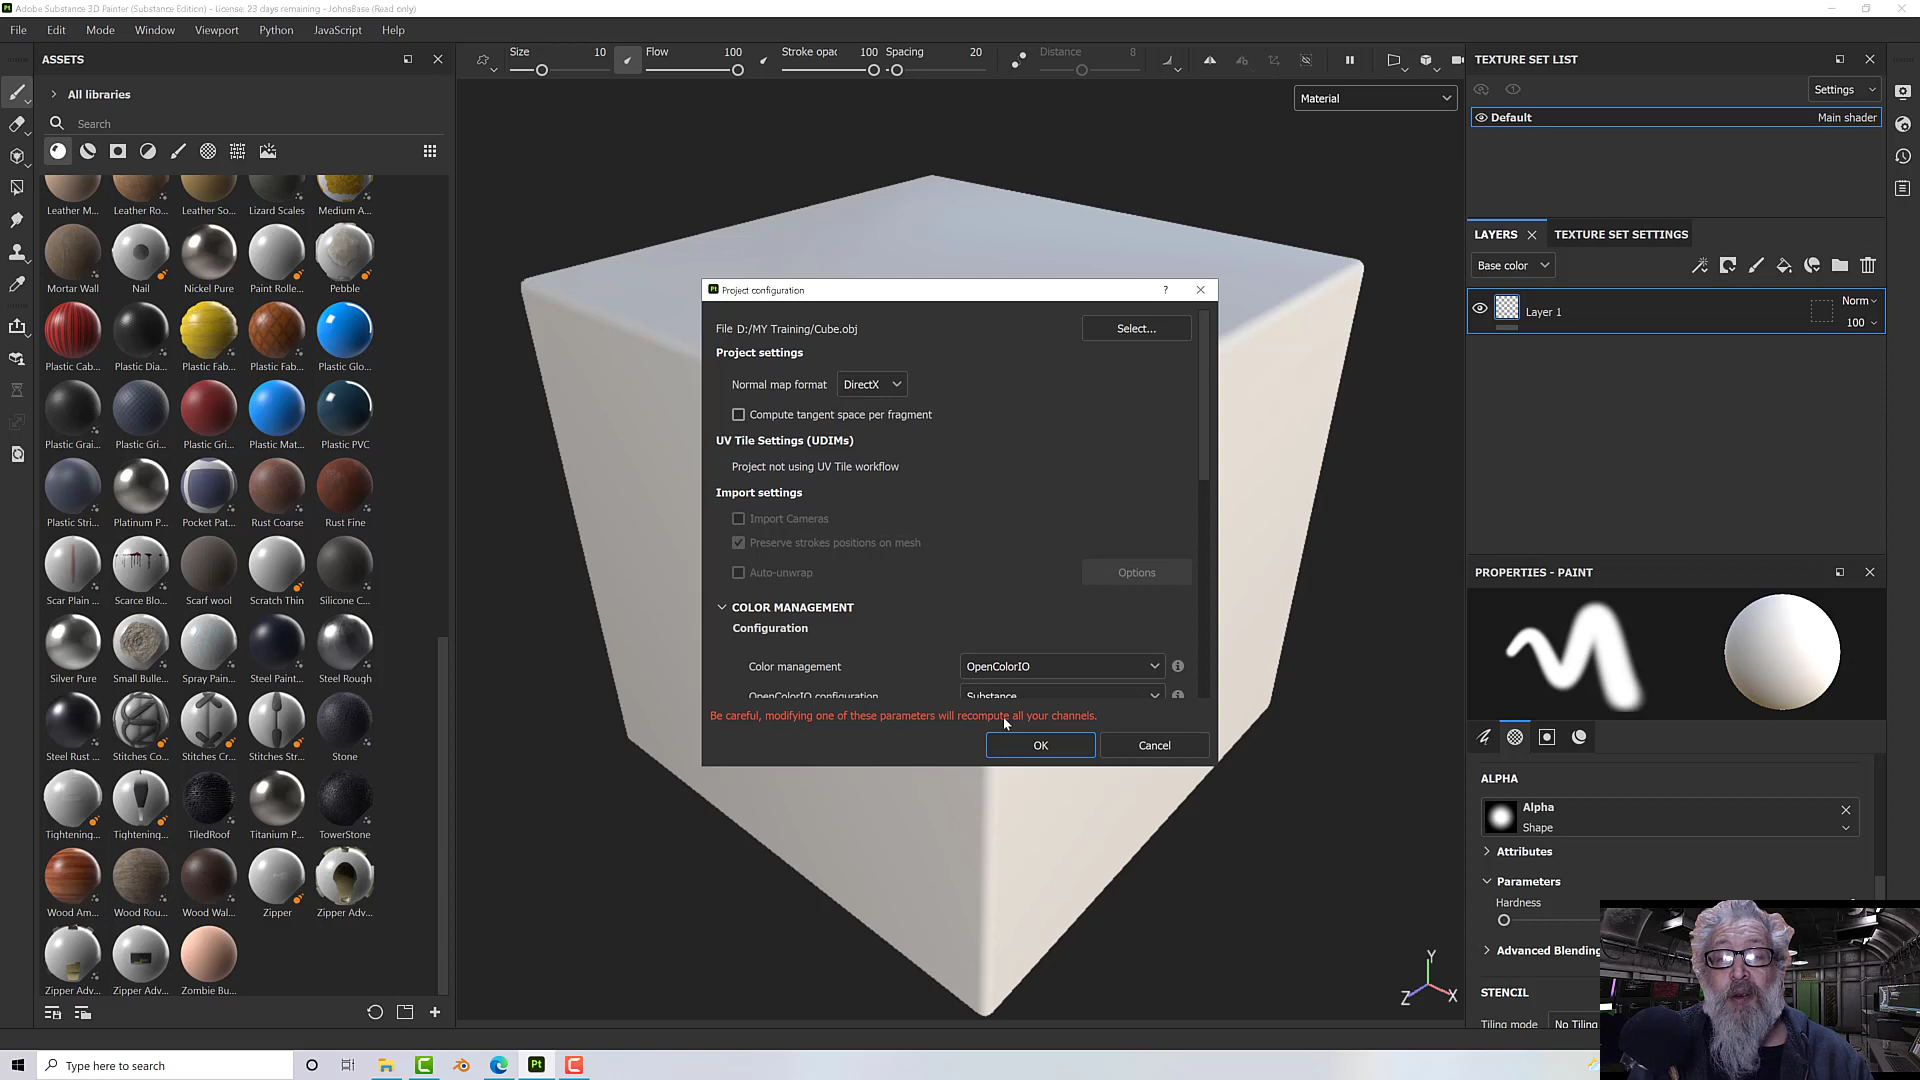 Adobe Substance 3D Painter (Substance Edition) - License: 23 days remaining - JohnsBase (Read only)
File Edit Mode Window Viewport Python JavaScript Help
ASSETS
All libraries
Search
Leather M... Leather Ro... Leather So... Lizard Scales Medium A...
Mortar Wall Nail Nickel Pure Paint Rolle... Pebble
Plastic Cab... Plastic Dia... Plastic Fab... Plastic Fab... Plastic Glo...
Plastic Grai... Plastic Gri... Plastic Gri... Plastic Mat... Plastic PVC
Plastic Stri... Platinum P... Pocket Pat... Rust Coarse Rust Fine
Scar Plain ... Scarce Blo... Scarf wool Scratch Thin Silicone C...
Silver Pure Small Bulle... Spray Pain... Steel Paint... Steel Rough
Steel Rust ... Stitches Co... Stitches Cr... Stitches Str... Stone
Tightening... Tightening... TiledRoof Titanium P... TowerStone
Wood Am... Wood Rou... Wood Wal... Zipper Zipper Adv...
Zipper Adv... Zipper Adv... Zombie Bu...
Size 10 Flow 100 Stroke opac 100 Spacing 20 Distance 8
Material
Project configuration ?
File D:/MY Training/Cube.obj Select...
Project settings
Normal map format DirectX
Compute tangent space per fragment
UV Tile Settings (UDIMs)
Project not using UV Tile workflow
Import settings
Import Cameras
Preserve strokes positions on mesh
Auto-unwrap Options
COLOR MANAGEMENT
Configuration
Color management OpenColorIO
OpenColorIO configuration Substance
Be careful, modifying one of these parameters will recompute all your channels.
OK Cancel
Y
Z X
TEXTURE SET LIST
Settings
Default Main shader
LAYERS TEXTURE SET SETTINGS
Base color
Layer 1 Norm
100
PROPERTIES - PAINT
ALPHA
Alpha
Shape
Attributes
Parameters
Hardness
Advanced Blending
STENCIL
Tiling mode No Tiling
Type here to search
Pt